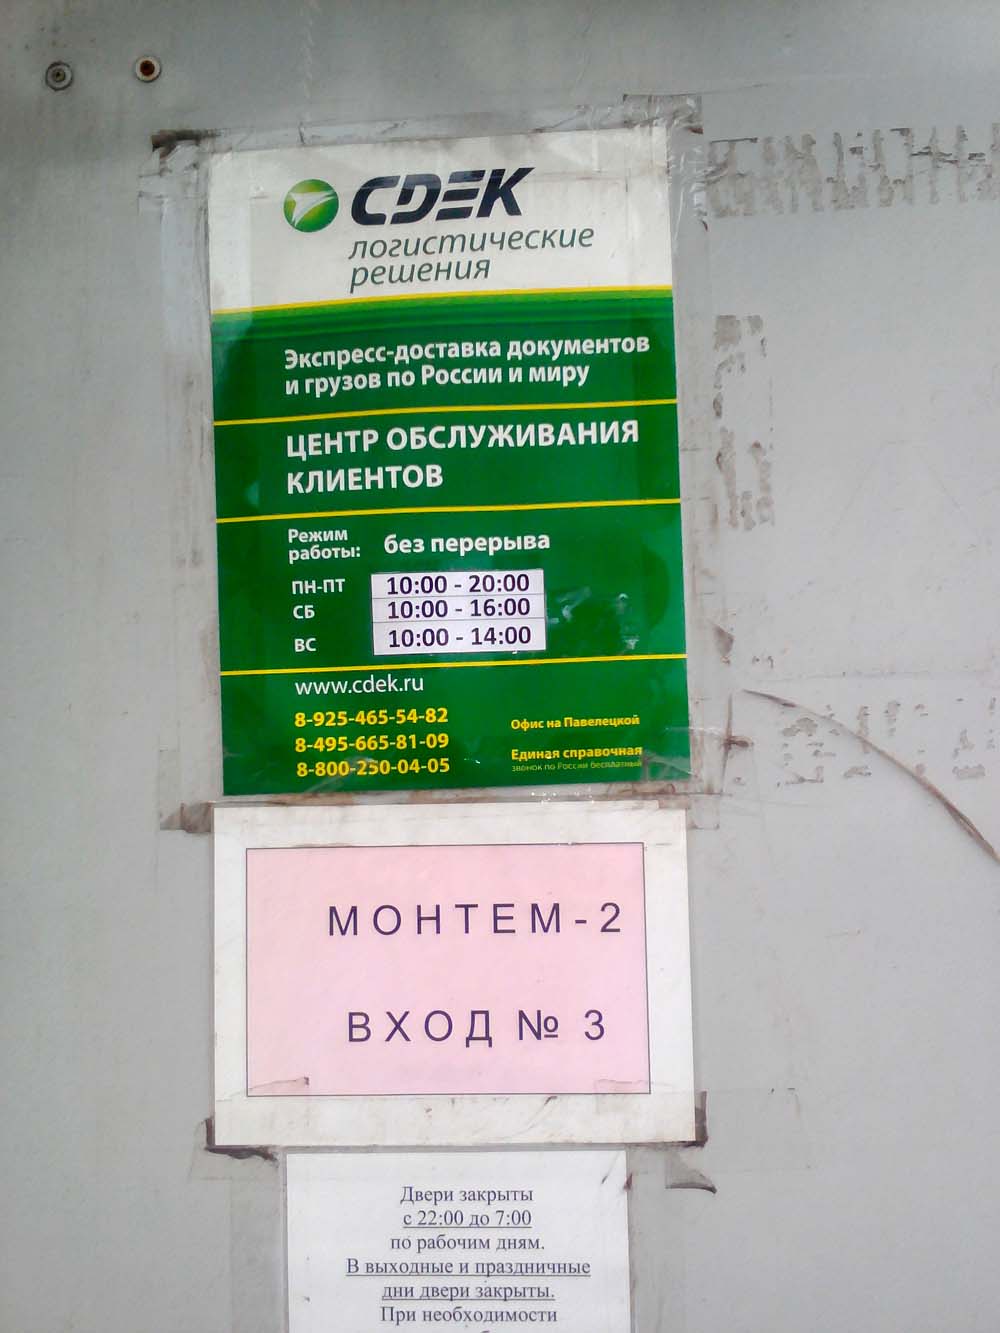 CDEK
логистические
решения
Экспресс-доставка документов
и грузов по России и миру
ЦЕНТР ОБСЛУЖИВАНИЯ
КЛИЕНТОВ
Режим
работы: без перерыва
ПН-ПТ 10:00 - 20:00
СБ 10:00 - 16:00
ВС 10:00 - 14:00
www.cdek.ru
8-925-465-54-82 Офис на Павелецкой
8-495-665-81-09
8-800-250-04-05 Единая справочная
звонок по России бесплатный
МОНТЕМ-2
ВХОД № 3
Двери закрыты
с 22:00 до 7:00
по рабочим дням.
В выходные и праздничные
дни двери закрыты.
При необходимости